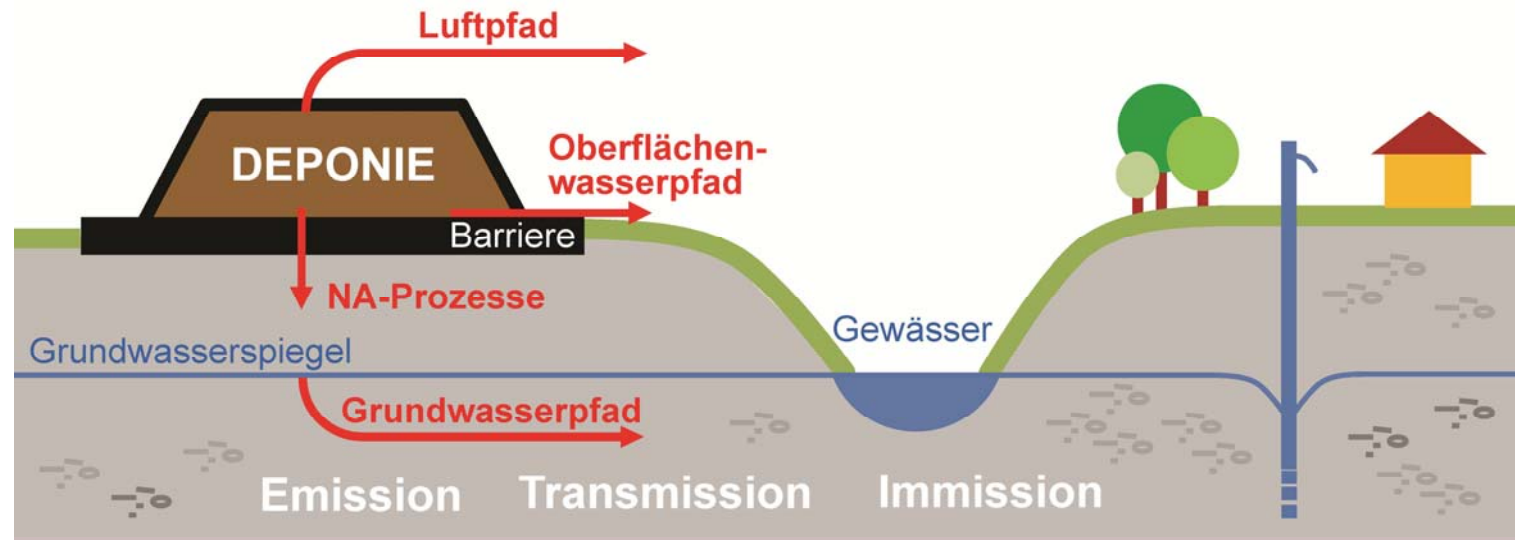 Luftpfad
DEPONIE
Oberflächen-
wasserpfad
Barriere
NA-Prozesse
Gewässer
Grundwasserspiegel
Grundwasserpfad
Emission Transmission Immission